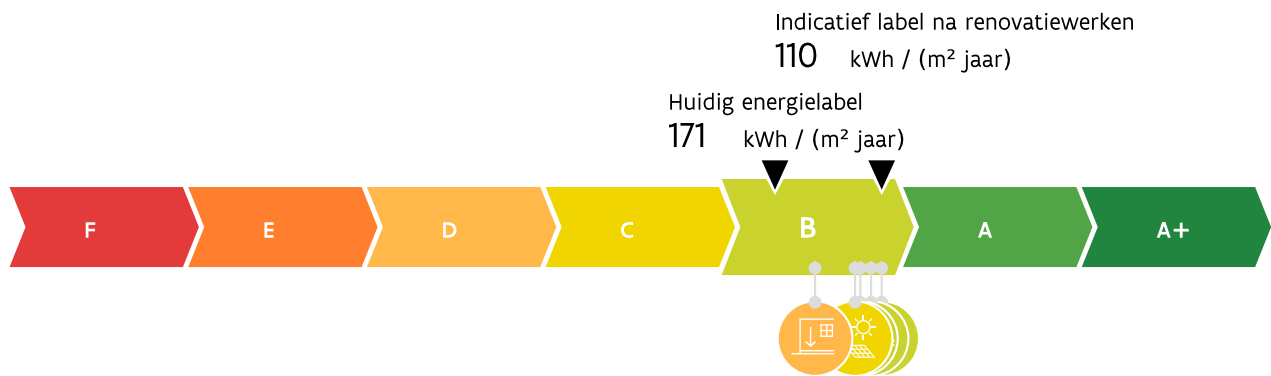 Indicatief label na renovatiewerken
110 kWh / (m² jaar)
Huidig energielabel
171 kWh / (m² jaar)
F E D C B A A+